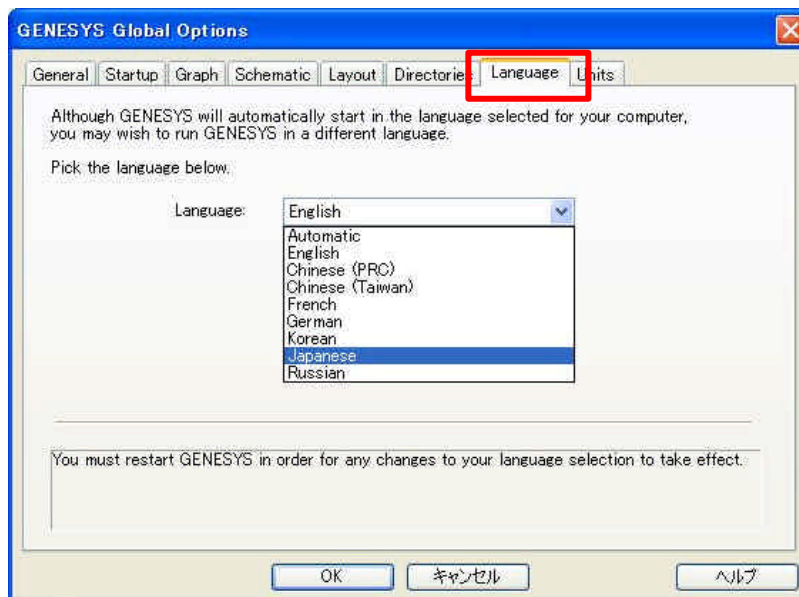 GENESYS Global Options
General Startup Graph Schematic Layout Directories Language Units
Although GENESYS will automatically start in the language selected for your computer,
you may wish to run GENESYS in a different language.
Pick the language below.
Language: English
Automatic
English
Chinese (PRC)
Chinese (Taiwan)
French
German
Korean
Japanese
Russian
You must restart GENESYS in order for any changes to your language selection to take effect.
OK キャンセル ヘルプ